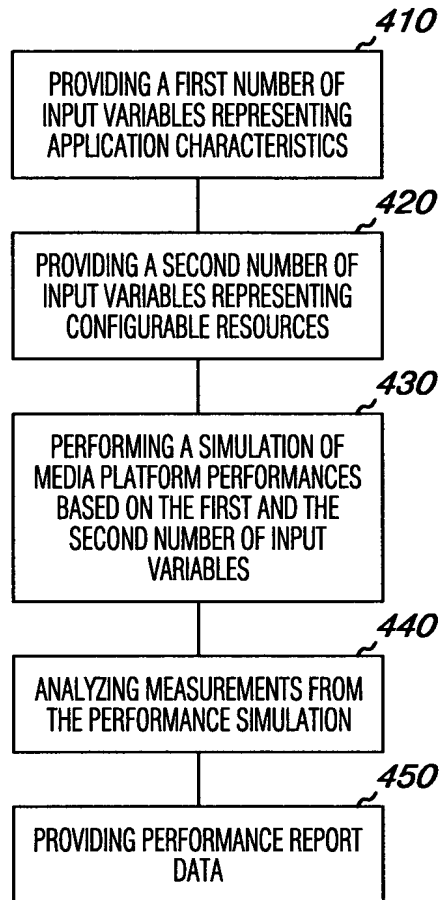 410
PROVIDING A FIRST NUMBER OF
INPUT VARIABLES REPRESENTING
APPLICATION CHARACTERISTICS
420
PROVIDING A SECOND NUMBER OF
INPUT VARIABLES REPRESENTING
CONFIGURABLE RESOURCES
430
PERFORMING A SIMULATION OF
MEDIA PLATFORM PERFORMANCES
BASED ON THE FIRST AND THE
SECOND NUMBER OF INPUT
VARIABLES
440
ANALYZING MEASUREMENTS FROM
THE PERFORMANCE SIMULATION
450
PROVIDING PERFORMANCE REPORT
DATA